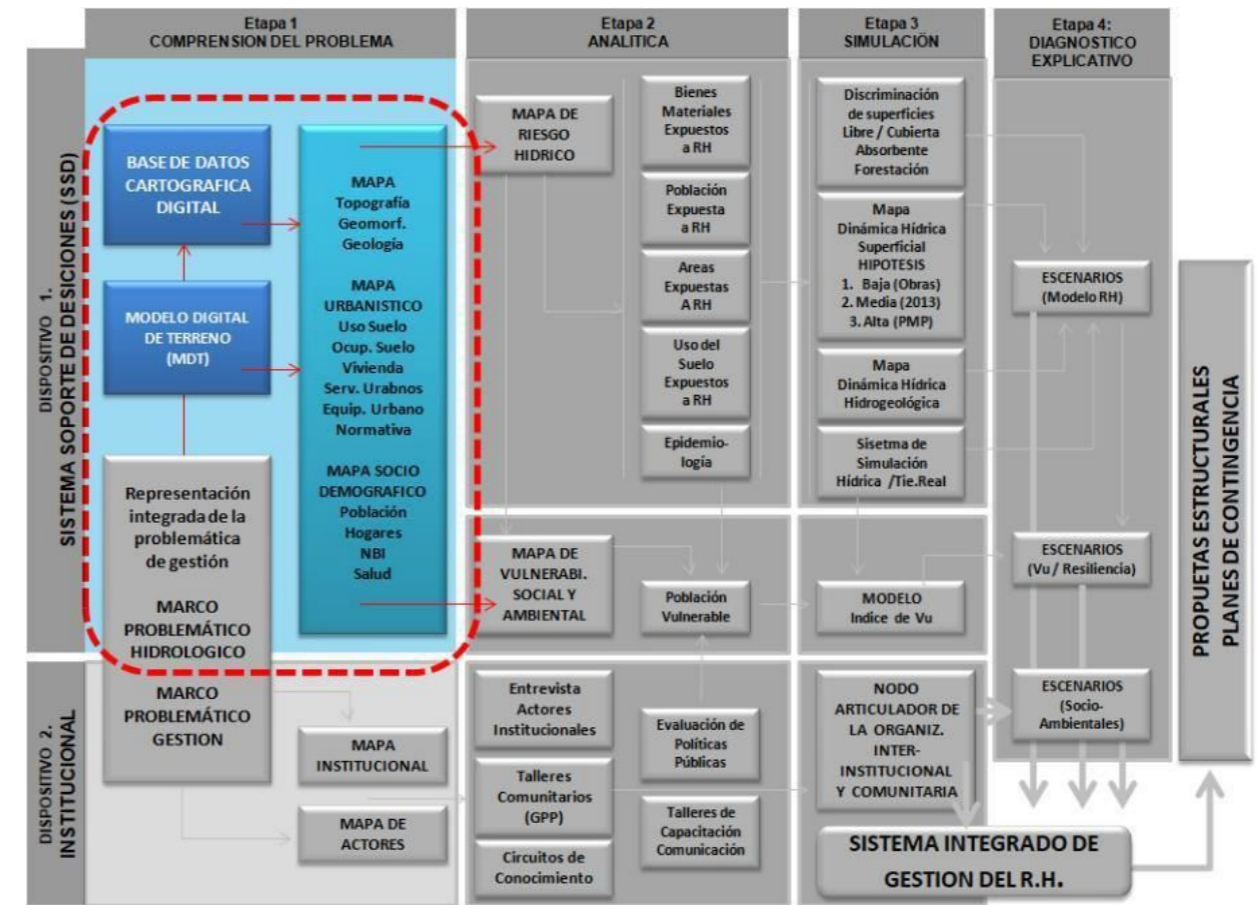 Etapa 1
COMPRENSION DEL PROBLEMA
Etapa 2
ANALITICA
Etapa 3
SIMULACIÖN
Etapa 4:
DIAGNOSTICO
EXPLICATIVO
DISPOSITIVO 1.
SISTEMA SOPORTE DE DESICIONES (SSD)
BASE DE DATOS
CARTOGRAFICA
DIGITAL
MODELO DIGITAL
DE TERRENO
(MDT)
Representación
integrada de la
problemática
de gestión
MARCO
PROBLEMÁTICO
HIDROLOGICO
MARCO
PROBLEMÁTICO
GESTION
MAPA
Topografía
Geomorf.
Geología
MAPA
URBANISTICO
Uso Suelo
Ocup. Suelo
Vivienda
Serv. Urabnos
Equip. Urbano
Normativa
MAPA SOCIO
DEMOGRAFICO
Población
Hogares
NBI
Salud
MAPA DE
RIESGO
HIDRICO
Bienes
Materiales
Expuestos
a RH
Población
Expuesta
a RH
Areas
Expuestas
A RH
Uso del
Suelo
Expuestos
a RH
Epidemio-
logía
MAPA DE
VULNERABI.
SOCIAL Y
AMBIENTAL
Población
Vulnerable
Discriminación
de superficies
Libre / Cubierta
Absorbente
Forestación
Mapa
Dinámica Hídrica
Superficial
HIPOTESIS
1. Baja (Obras)
2. Media (2013)
3. Alta (PMP)
Mapa
Dinámica Hídrica
Hidrogeológica
Sisetma de
Simulación
Hídrica /Tie.Real
MODELO
Indice de Vu
ESCENARIOS
(Modelo RH)
ESCENARIOS
(Vu / Resiliencia)
ESCENARIOS
(Socio-
Ambientales)
PROPUETAS ESTRUCTURALES
PLANES DE CONTINGENCIA
DISPOSITIVO 2.
INSTITUCIONAL
MAPA
INSTITUCIONAL
MAPA DE
ACTORES
Entrevista
Actores
Institucionales
Talleres
Comunitarios
(GPP)
Circuitos de
Conocimiento
Evaluación de
Políticas
Públicas
Talleres de
Capacitación
Comunicación
NODO
ARTICULADOR DE
LA ORGANIZ.
INTER-
INSTITUCIONAL
Y COMUNITARIA
SISTEMA INTEGRADO DE
GESTION DEL R.H.